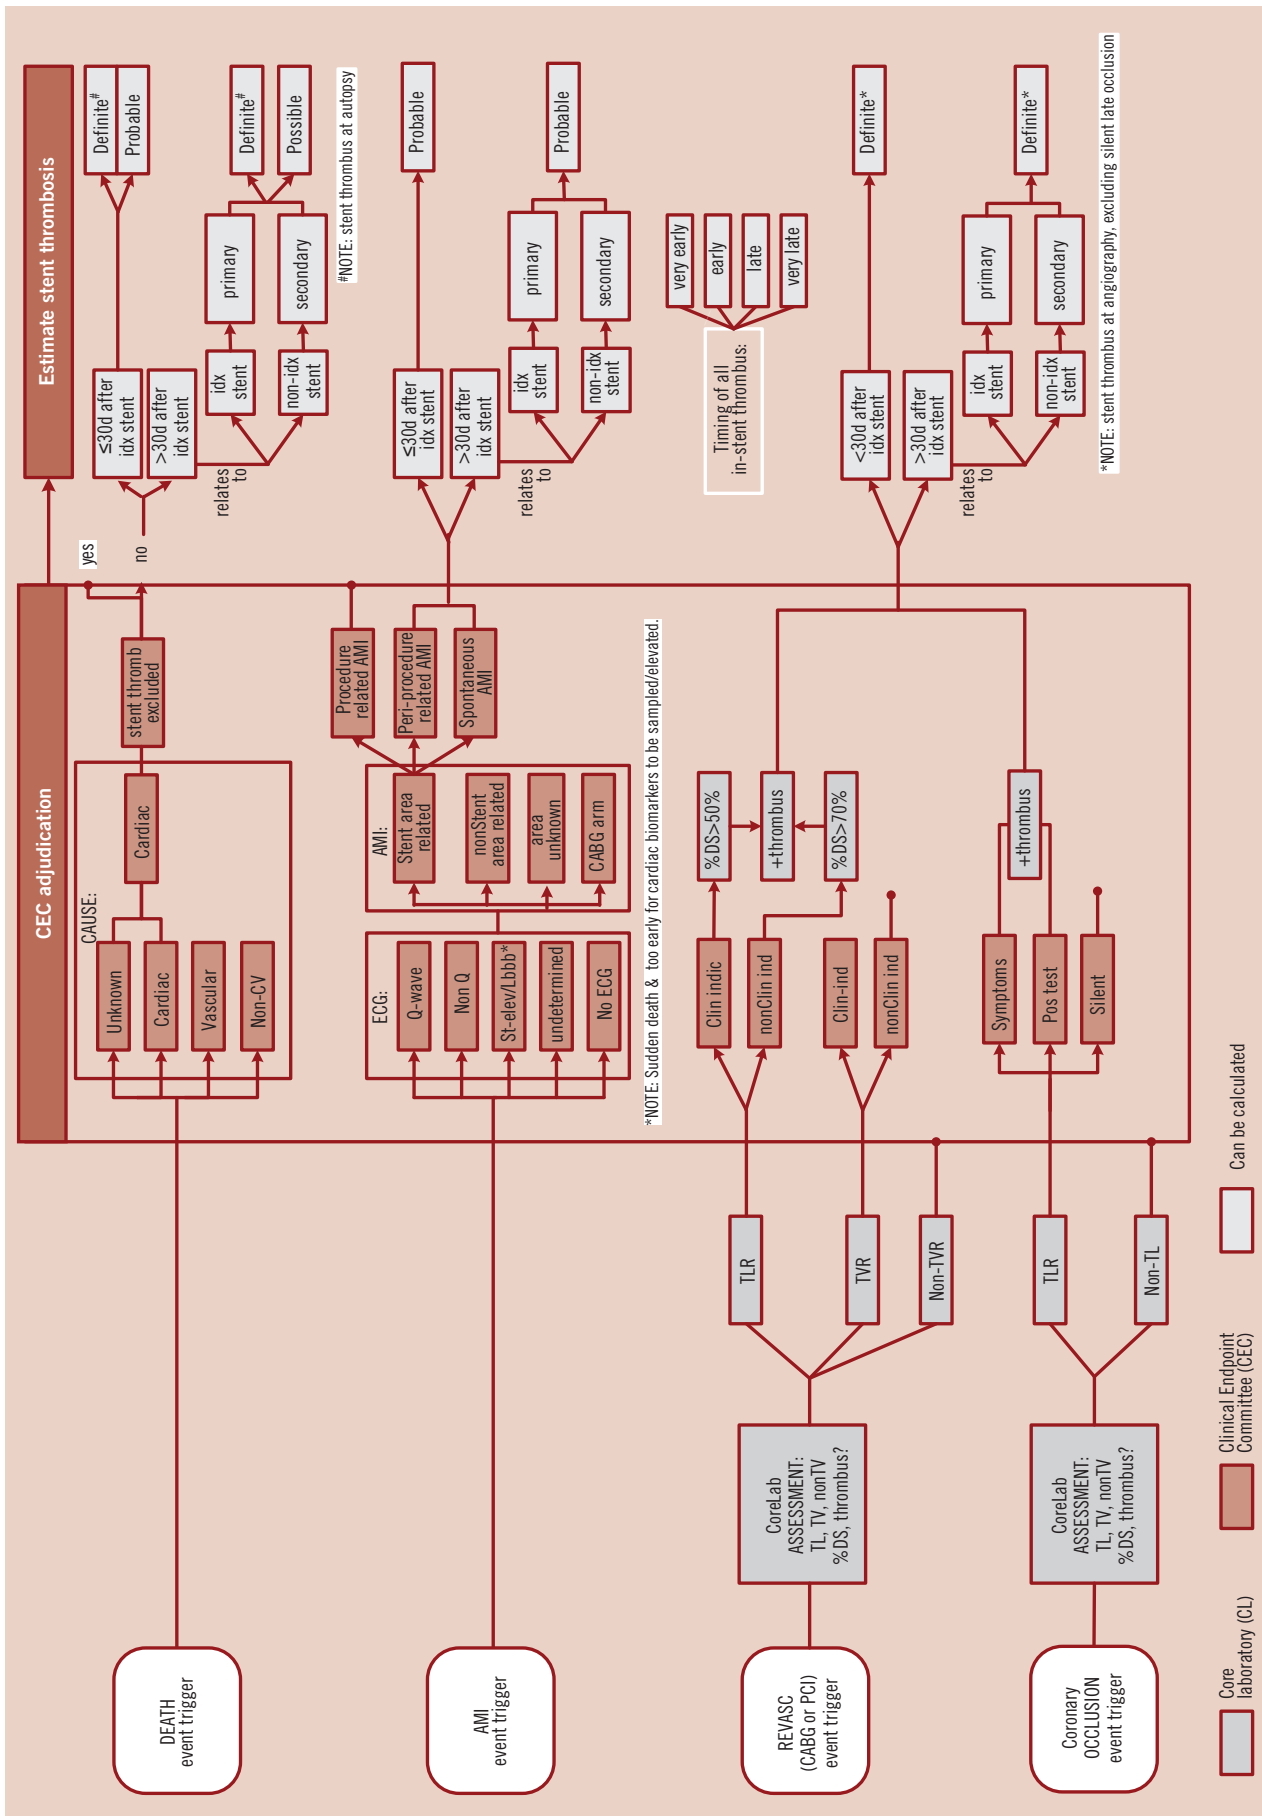 CEC adjudication
Estimate stent thrombosis
DEATH
event trigger
CAUSE:
Unknown
Cardiac
Vascular
Non-CV
Cardiac
stent thromb
excluded
yes
no
≤30d after
idx stent
>30d after
idx stent
relates
to
idx
stent
non-idx
stent
primary
secondary
Definite#
Probable
Definite#
Possible
#NOTE: stent thrombus at autopsy
AMI
event trigger
ECG:
Q-wave
Non Q
St-elev/Lbbb*
undetermined
No ECG
AMI:
Stent area
related
nonStent
area related
area
unknown
CABG arm
Procedure
related AMI
Peri-procedure
related AMI
Spontaneous
AMI
≤30d after
idx stent
>30d after
idx stent
relates
to
idx
stent
non-idx
stent
primary
secondary
Probable
Probable
*NOTE: Sudden death & too early for cardiac biomarkers to be sampled/elevated.
Timing of all
in-stent thrombus:
very early
early
late
very late
REVASC
(CABG or PCI)
event trigger
CoreLab
ASSESSMENT:
TL, TV, nonTV
%DS, thrombus?
TLR
TVR
Non-TVR
Clin indic
nonClin ind
Clin-ind
nonClin ind
%DS>50%
+thrombus
%DS>70%
<30d after
idx stent
>30d after
idx stent
relates
to
idx
stent
non-idx
stent
primary
secondary
Definite*
Definite*
*NOTE: stent thrombus at angiography, excluding silent late occlusion
Coronary
OCCLUSION
event trigger
CoreLab
ASSESSMENT:
TL, TV, nonTV
%DS, thrombus?
TLR
Non-TL
Symptoms
Pos test
Silent
+thrombus
Core
laboratory (CL)
Clinical Endpoint
Committee (CEC)
Can be calculated